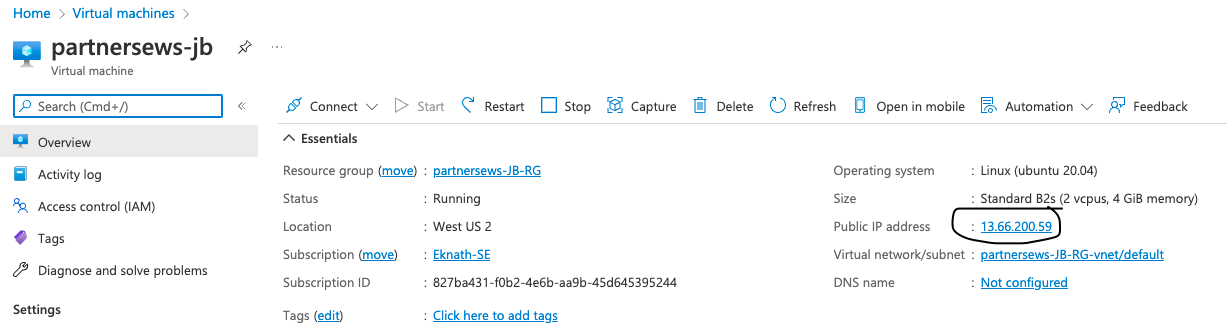 Home > Virtual machines >
partnersews-jb ...
Virtual machine
Search (Cmd+/) «
Connect Start Restart Stop Capture Delete Refresh Open in mobile Automation Feedback
Overview
Activity log
Access control (IAM)
Tags
Diagnose and solve problems
Settings
Essentials
Resource group (move) : partnersews-JB-RG
Status : Running
Location : West US 2
Subscription (move) : Eknath-SE
Subscription ID : 827ba431-f0b2-4e6b-aa9b-45d645395244
Tags (edit) : Click here to add tags
Operating system : Linux (ubuntu 20.04)
Size : Standard B2s (2 vcpus, 4 GiB memory)
Public IP address : 13.66.200.59
Virtual network/subnet : partnersews-JB-RG-vnet/default
DNS name : Not configured